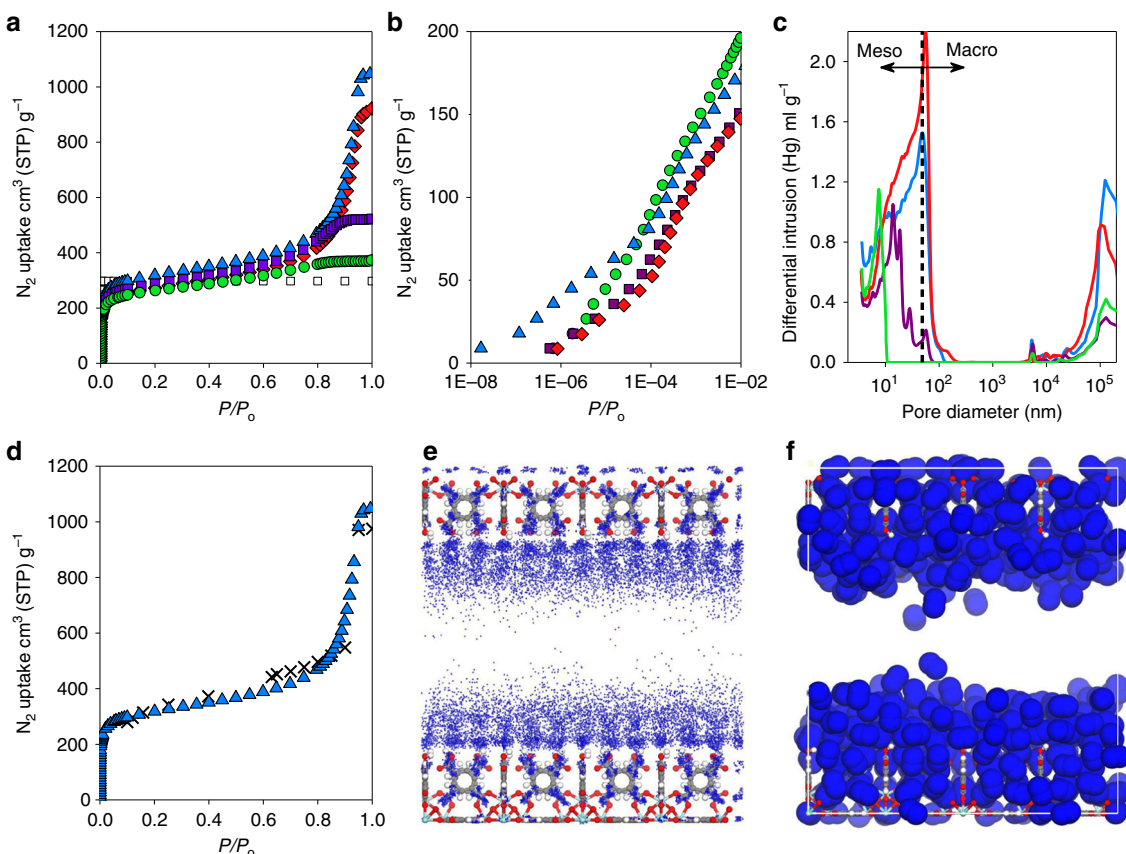 a
1200
1000
800
600
400
200
0
N₂ uptake cm³ (STP) g⁻¹
0.0 0.2 0.4 0.6 0.8 1.0
P/Pₒ
b
200
150
100
50
0
N₂ uptake cm³ (STP) g⁻¹
1E−08 1E−06 1E−04 1E−02
P/Pₒ
c
Meso Macro
2.0
1.6
1.2
0.8
0.4
0.0
Differential intrusion (Hg) ml g⁻¹
10¹ 10² 10³ 10⁴ 10⁵
Pore diameter (nm)
d
1200
1000
800
600
400
200
0
N₂ uptake cm³ (STP) g⁻¹
0.0 0.2 0.4 0.6 0.8 1.0
P/Pₒ
e
f